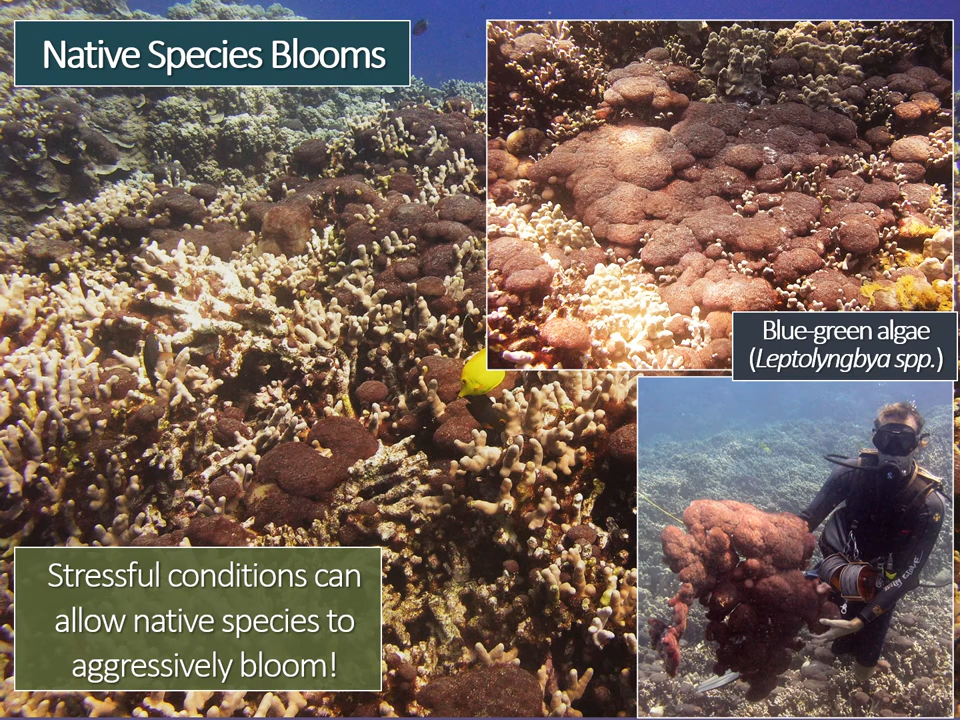 Native Species Blooms
Blue-green algae
(Leptolyngbya spp.)
Stressful conditions can
allow native species to
aggressively bloom!